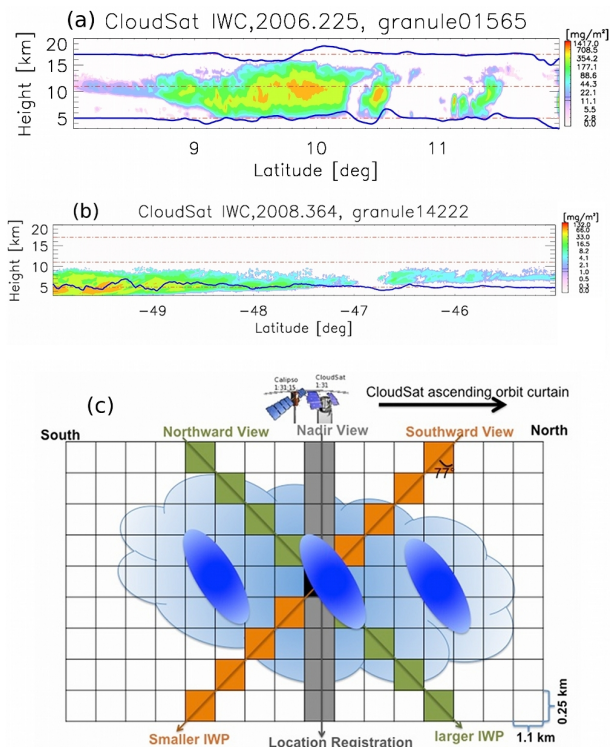 (a) CloudSat IWC,2006.225, granule01565
[mg/m³]
1417.0
708.5
354.2
177.1
88.6
44.3
22.1
11.1
5.5
2.8
0.0
Height [km]
20
15
10
5
9 10 11
Latitude [deg]
(b) CloudSat IWC,2008.364, granule14222
[mg/m³]
132.0
66.0
33.0
16.5
8.2
4.1
2.1
1.0
0.5
0.3
0.0
Height [km]
20
15
10
5
−49 −48 −47 −46
Latitude [deg]
(c)
Calipso
1:31:15
CloudSat
1:31
CloudSat ascending orbit curtain
South
Northward View
Nadir View
Southward View
North
77°
Smaller IWP
Location Registration
larger IWP
0.25 km
1.1 km